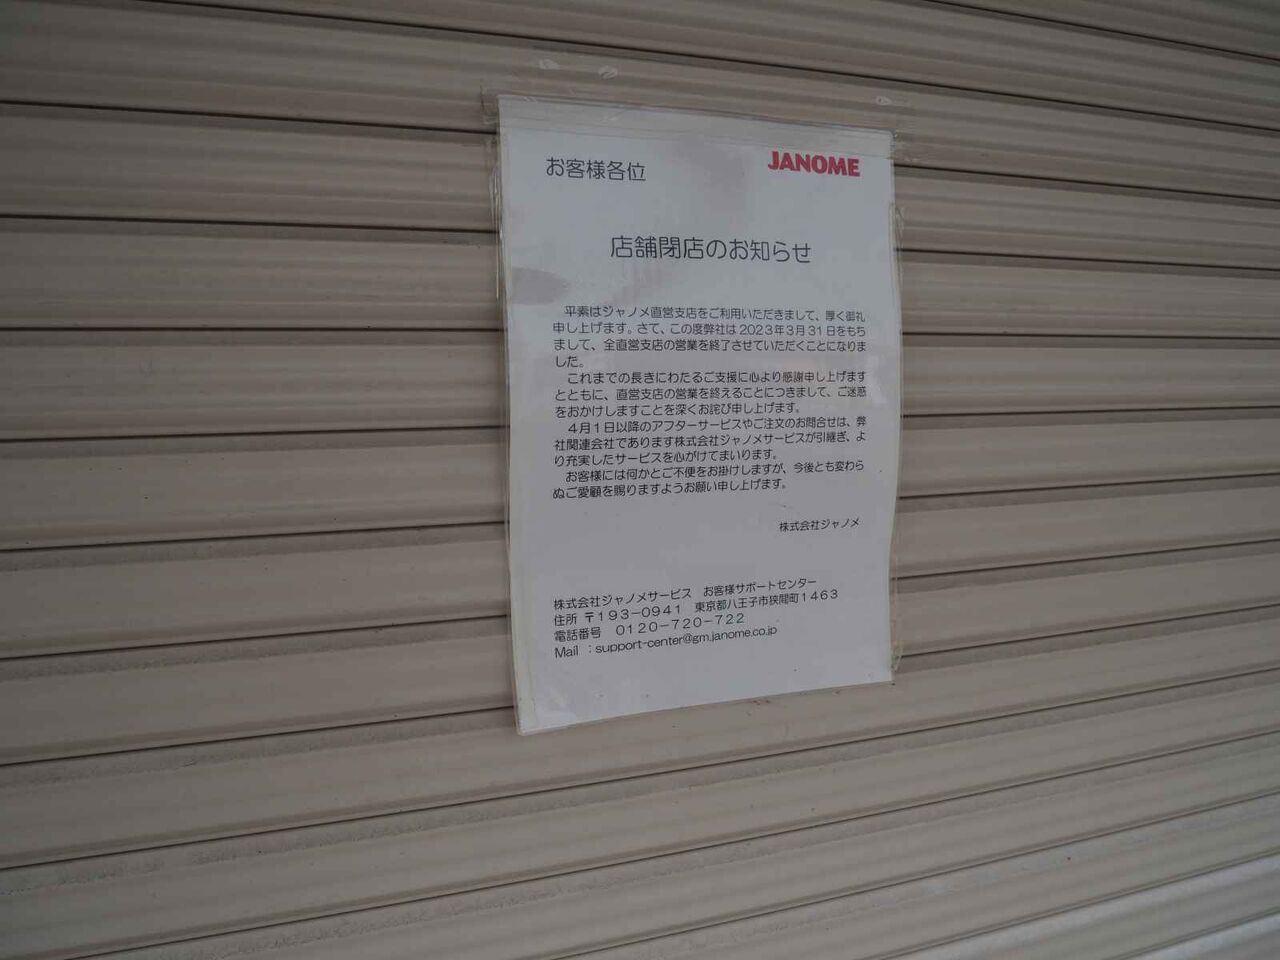 お客様各位
JANOME
店舗閉店のお知らせ
平素はジャノメ直営支店をご利用いただきまして、厚く御礼
申し上げます。さて、この度弊社は2023年3月31日をもち
まして、全直営支店の営業を終了させていただくことになりま
した。
これまでの長きにわたるご支援に心より感謝申し上げます
とともに、直営支店の営業を終えることにつきまして、ご迷惑
をおかけしますことを深くお詫び申し上げます。
4月1日以降のアフターサービスやご注文のお問合せは、弊
社関連会社であります株式会社ジャノメサービスが引継ぎ、よ
り充実したサービスを心がけてまいります。
お客様には何かとご不便をお掛けしますが、今後とも変わら
ぬご愛顧を賜りますようお願い申し上げます。
株式会社ジャノメ
株式会社ジャノメサービス　お客様サポートセンター
住所 〒193-0941　東京都八王子市狭間町1463
電話番号　0120-720-722
Mail ：support-center@gm.janome.co.jp